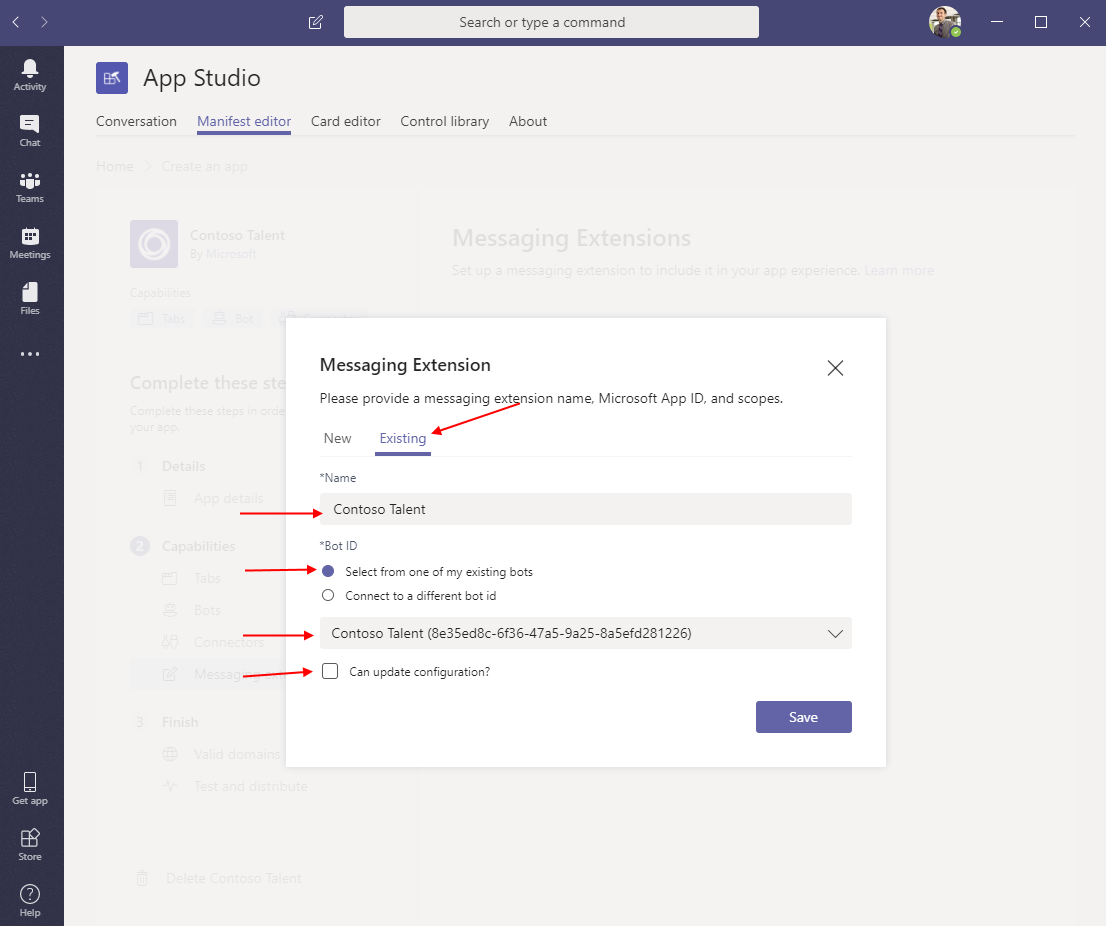 Search or type a command
Activity
Chat
Teams
Meetings
Files
Get app
Store
Help
App Studio
Conversation Manifest editor Card editor Control library About
Home Create an app
Contoso Talent
By Microsoft
Capabilities
Tabs Bot
Messaging Extensions
Set up a messaging extension to include it in your app experience. Learn more
Complete these ste
Complete these steps in orde
your app.
1 Details
App details
2 Capabilities
Tabs
Bots
Connectors
Messaging
3 Finish
Valid domains
Test and distribute
Delete Contoso Talent
Messaging Extension
Please provide a messaging extension name, Microsoft App ID, and scopes.
New Existing
*Name
Contoso Talent
*Bot ID
Select from one of my existing bots
Connect to a different bot id
Contoso Talent (8e35ed8c-6f36-47a5-9a25-8a5efd281226)
Can update configuration?
Save